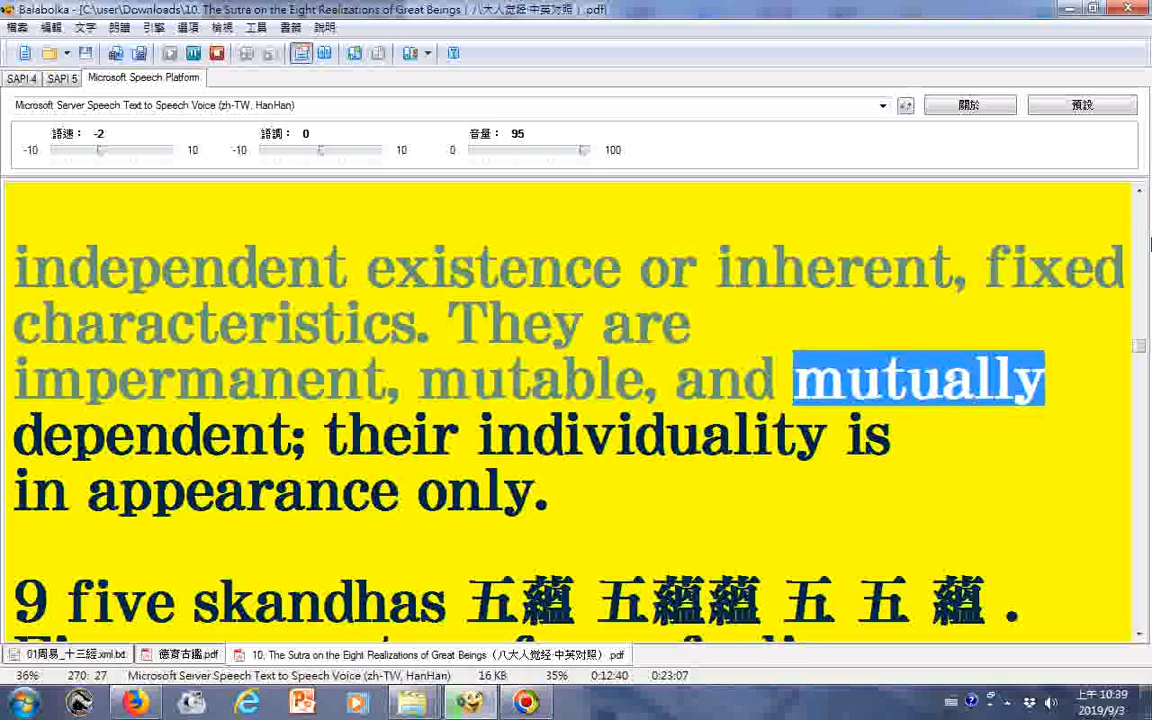 Balabolka - [C:\user\Downloads\10. The Sutra on the Eight Realizations of Great Beings（八大人觉经·中英对照）.pdf]
檔案 編輯 文字 朗讀 引擎 選項 檢視 工具 書籤 說明
SAPI 4 SAPI 5 Microsoft Speech Platform
Microsoft Server Speech Text to Speech Voice (zh-TW, HanHan) 關於 預設
語速： -2 語調： 0 音量： 95
-10 10 -10 10 0 100
independent existence or inherent, fixed
characteristics. They are
impermanent, mutable, and mutually
dependent; their individuality is
in appearance only.
9 five skandhas 五蘊 五蘊蘊 五 五 蘊 .
01周易_十三經.xml.txt 德育古鑑.pdf 10. The Sutra on the Eight Realizations of Great Beings（八大人觉经·中英对照）.pdf
36% 270: 27 Microsoft Server Speech Text to Speech Voice (zh-TW, HanHan) 16 KB 35% 0:12:40 0:23:07
上午 10:39
2019/9/3